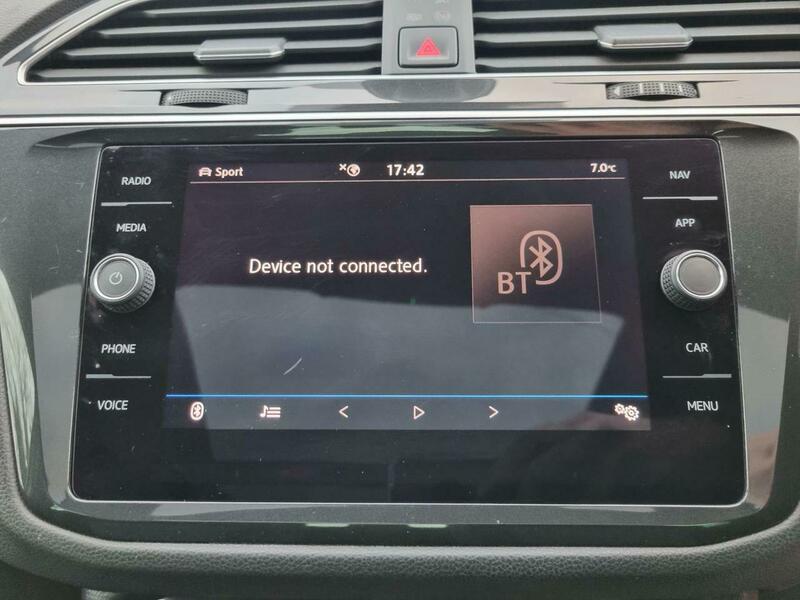 Sport
17:42
7.0°C
RADIO
NAV
MEDIA
APP
Device not connected.
BT
PHONE
CAR
VOICE
MENU